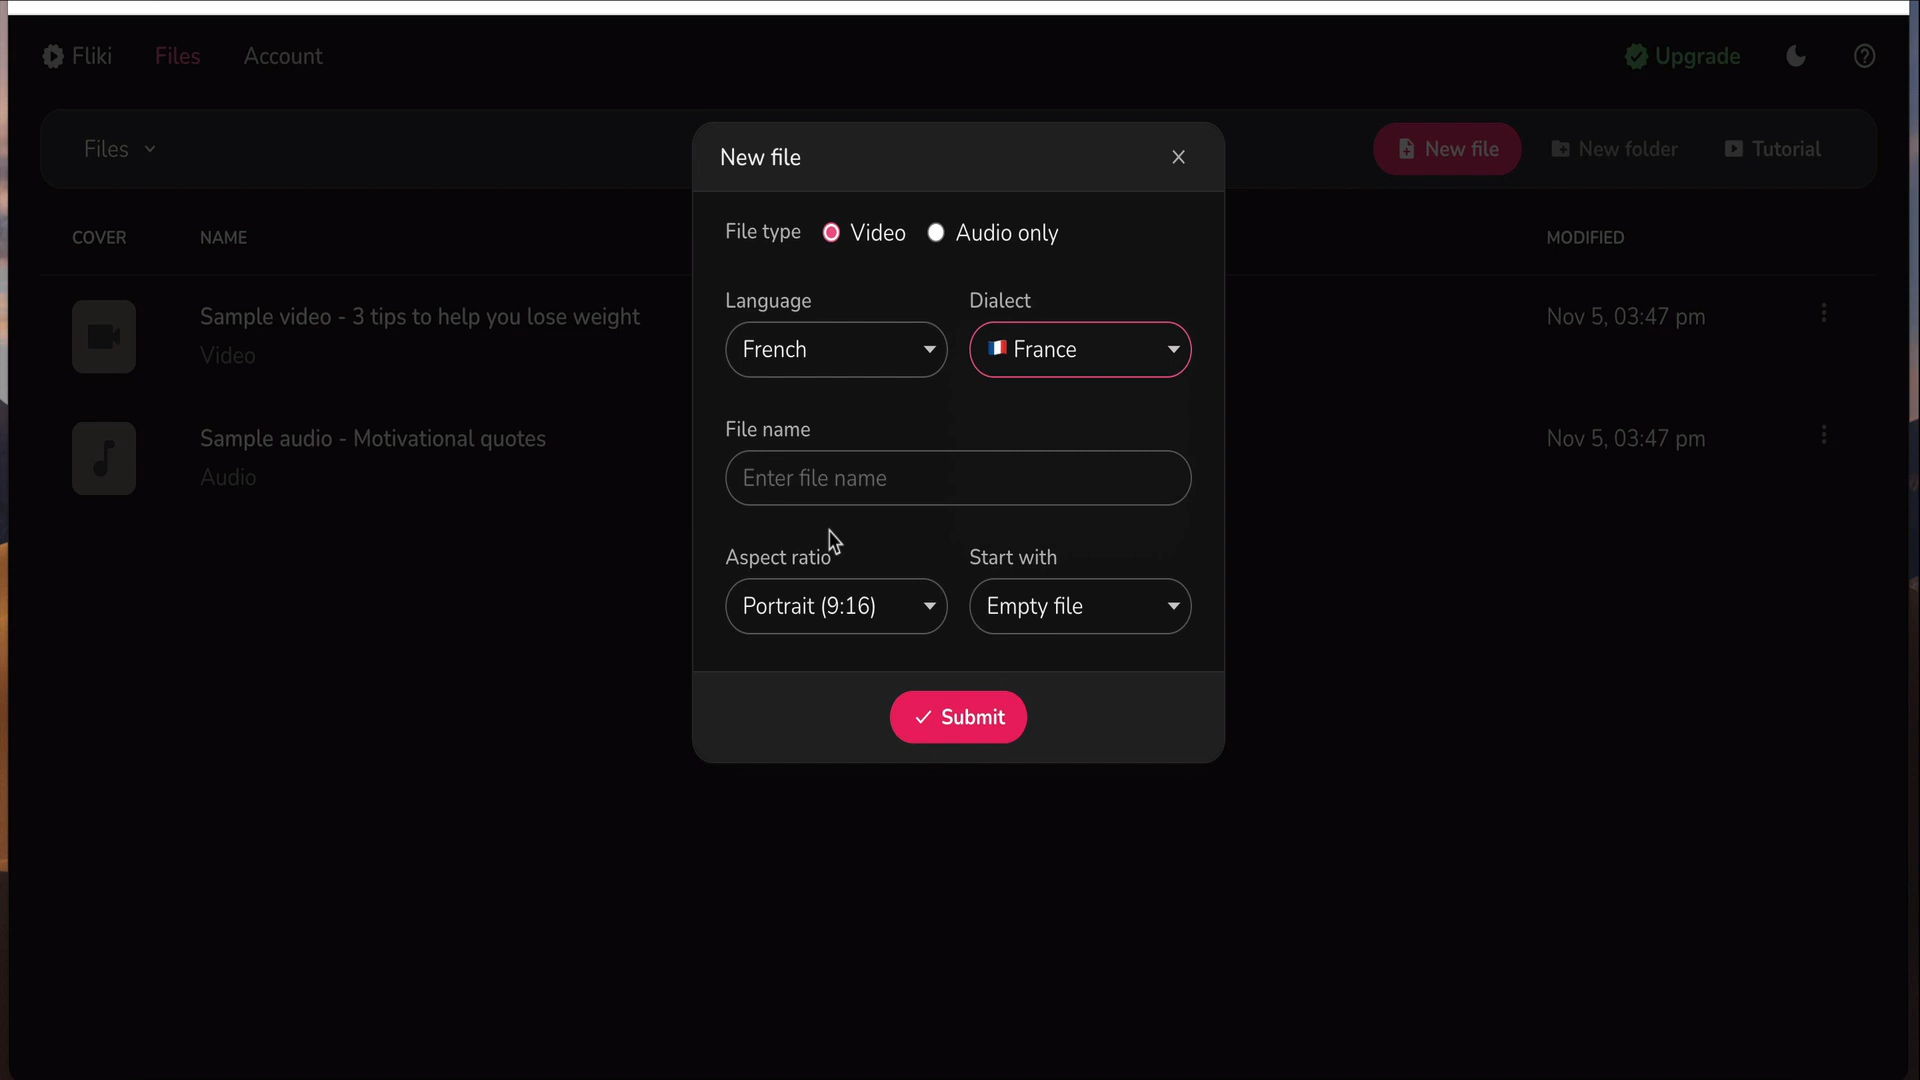 Fliki Files Account Upgrade
Files New file New folder Tutorial
COVER NAME MODIFIED
Sample video - 3 tips to help you lose weight Nov 5, 03:47 pm
Video
Sample audio - Motivational quotes Nov 5, 03:47 pm
Audio
New file
File type Video Audio only
Language Dialect
French France
File name
Enter file name
Aspect ratio Start with
Portrait (9:16) Empty file
Submit